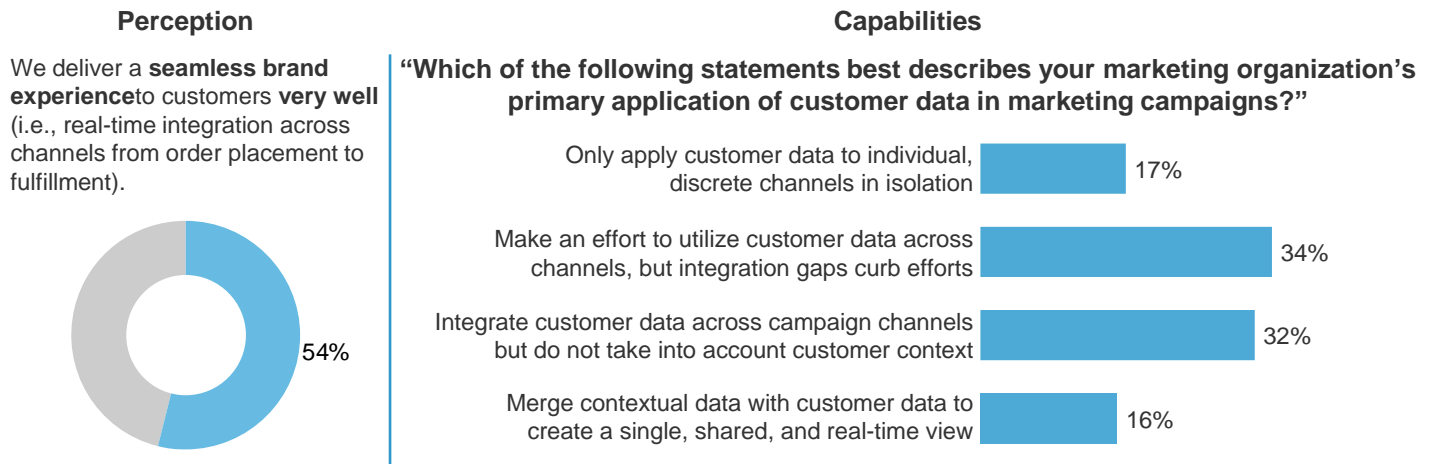 Perception
We deliver a seamless brand
experienceto customers very well
(i.e., real-time integration across
channels from order placement to
fulfillment).
54%
Capabilities
“Which of the following statements best describes your marketing organization’s
primary application of customer data in marketing campaigns?”
Only apply customer data to individual,
discrete channels in isolation
17%
Make an effort to utilize customer data across
channels, but integration gaps curb efforts
34%
Integrate customer data across campaign channels
but do not take into account customer context
32%
Merge contextual data with customer data to
create a single, shared, and real-time view
16%